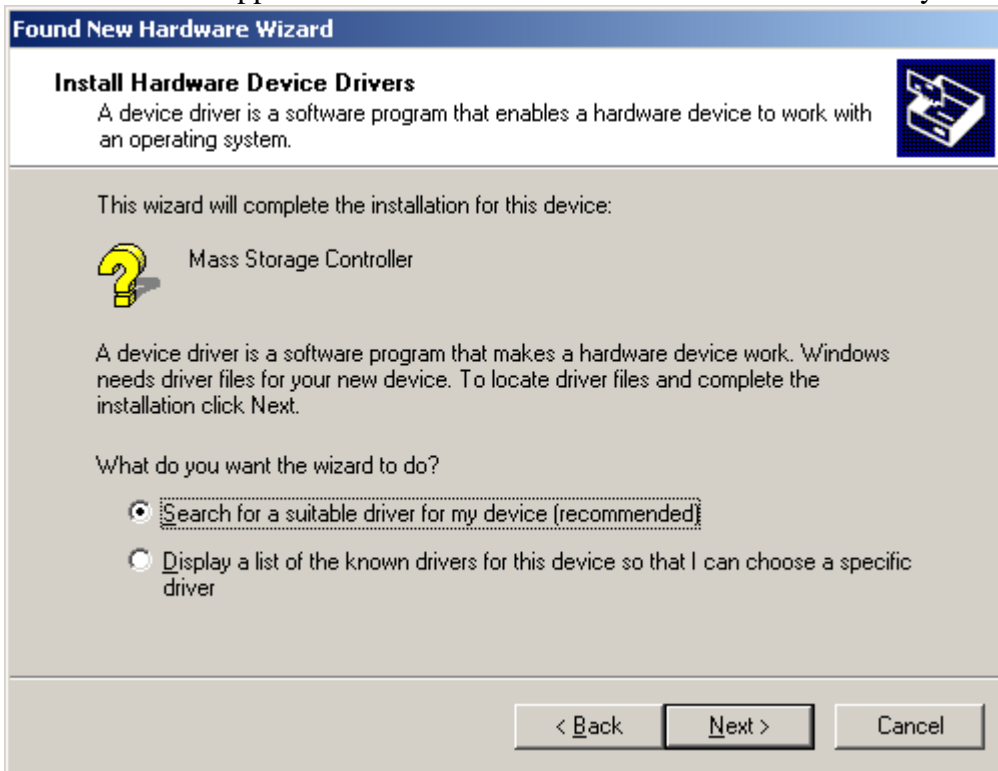 Found New Hardware Wizard
Install Hardware Device Drivers
A device driver is a software program that enables a hardware device to work with
an operating system.
This wizard will complete the installation for this device:
Mass Storage Controller
A device driver is a software program that makes a hardware device work. Windows
needs driver files for your new device. To locate driver files and complete the
installation click Next.
What do you want the wizard to do?
Search for a suitable driver for my device (recommended)
Display a list of the known drivers for this device so that I can choose a specific
driver
< Back Next > Cancel